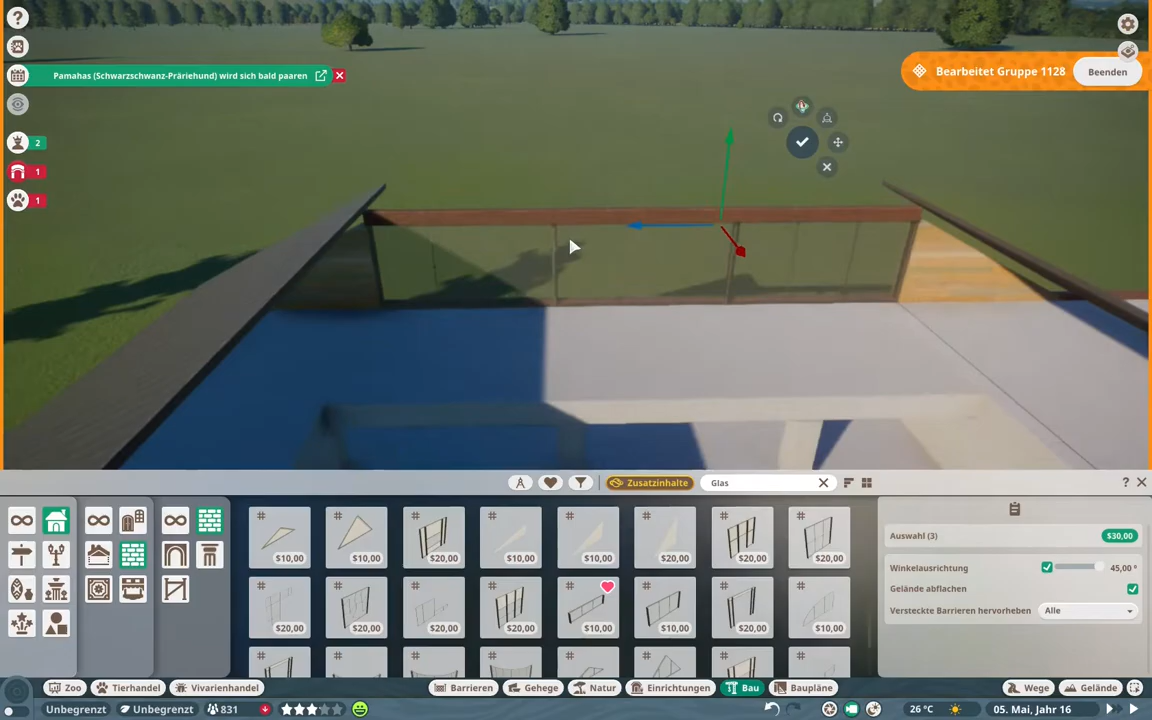 ?
Pamahas (Schwarzschwanz-Präriehund) wird sich bald paaren
Bearbeitet Gruppe 1128
Beenden
2
1
1
Zusatzinhalte
Glas
?
$10,00
$10,00
$20,00
$10,00
$10,00
$20,00
$20,00
$20,00
$20,00
$20,00
$20,00
$20,00
$10,00
$10,00
$20,00
$10,00
Auswahl (3)
$30,00
Winkelausrichtung
45,00 °
Gelände abflachen
Versteckte Barrieren hervorheben
Alle
Zoo
Tierhandel
Vivarienhandel
Barrieren
Gehege
Natur
Einrichtungen
Bau
Baupläne
Wege
Gelände
Unbegrenzt
Unbegrenzt
831
26 °C
05. Mai, Jahr 16